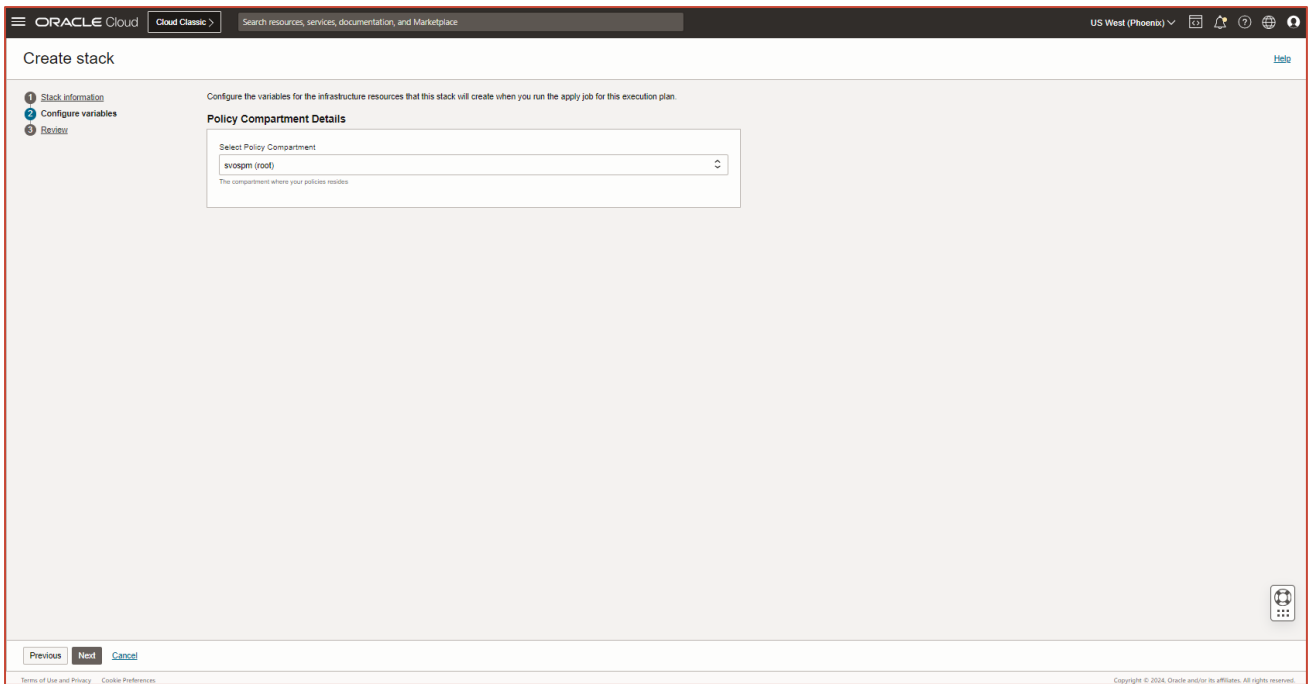 ORACLE Cloud
Cloud Classic >
Search resources, services, documentation, and Marketplace
US West (Phoenix)
Create stack
Help
1 Stack information
2 Configure variables
3 Review
Configure the variables for the infrastructure resources that this stack will create when you run the apply job for this execution plan.
Policy Compartment Details
Select Policy Compartment
svospm (root)
The compartment where your policies resides
Previous
Next
Cancel
Terms of Use and Privacy
Cookie Preferences
Copyright © 2024, Oracle and/or its affiliates. All rights reserved.